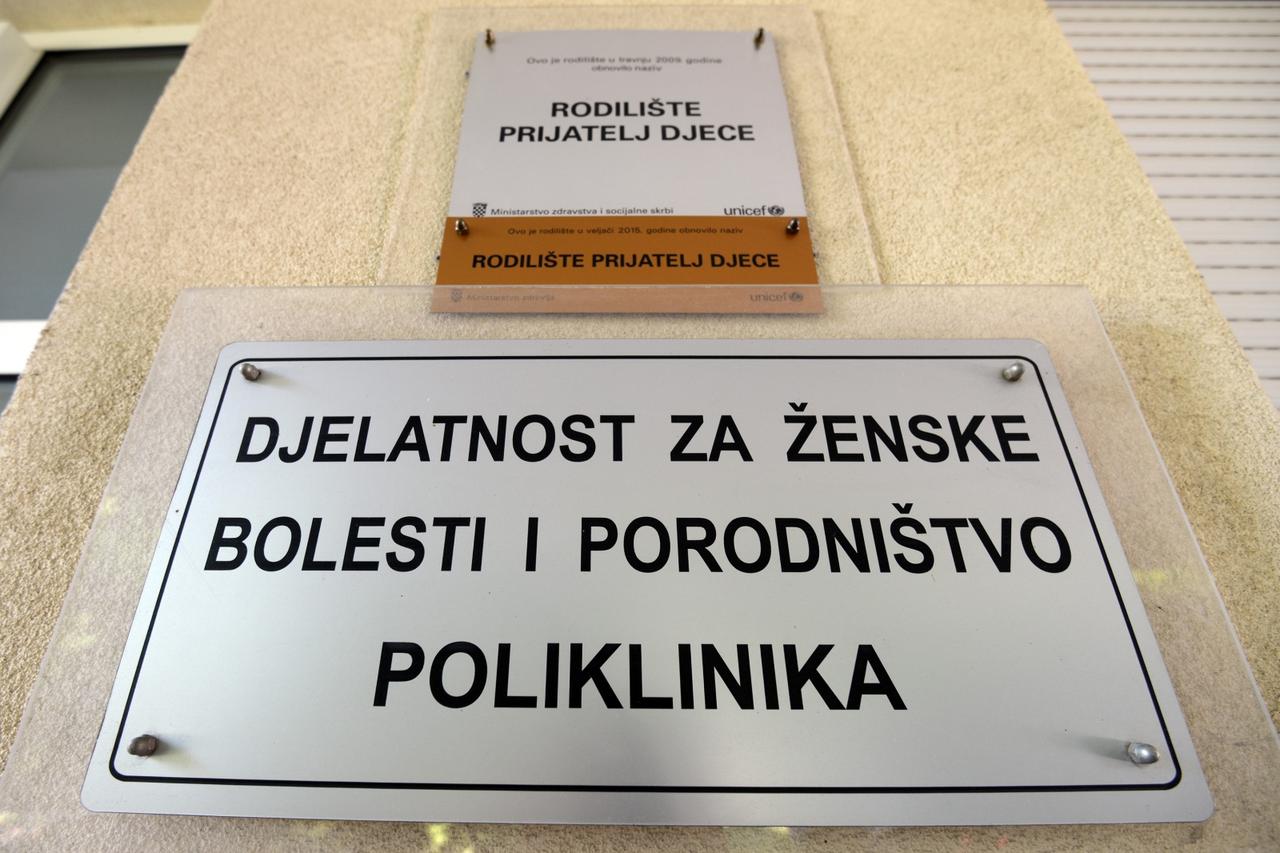 Ovo je rodilište u travnju 2009. godine
obnovilo naziv
RODILIŠTE
PRIJATELJ DJECE
Ministarstvo zdravstva i socijalne skrbi unicef
Ovo je rodilište u veljači 2015. godine obnovilo naziv
RODILIŠTE PRIJATELJ DJECE
Ministarstvo zdravlja unicef
DJELATNOST ZA ŽENSKE
BOLESTI I PORODNIŠTVO
POLIKLINIKA